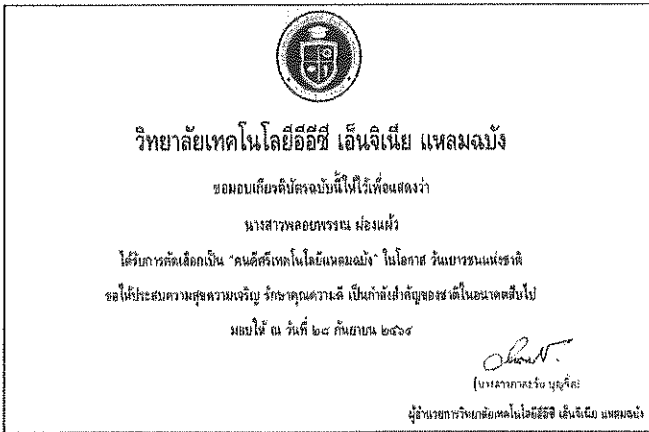 วิทยาลัยเทคโนโลยีอีอีซี เอ็นจิเนีย แหลมฉบัง
ขอมอบเกียรติบัตรฉบับนี้ให้ไว้เพื่อแสดงว่า
นางสาวพลอยพรรณ ผ่องแผ้ว
ได้รับการคัดเลือกเป็น "คนดีศรีเทคโนโลยีแหลมฉบัง" ในโอกาส วันเยาวชนแห่งชาติ
ขอให้ประสบความสุขความเจริญ รักษาคุณความดี เป็นกำลังสำคัญของชาติในอนาคตสืบไป
มอบให้ ณ วันที่ ๒๘ กันยายน ๒๕๖๔
บุญจิต)
ผู้อำนวยการวิทยาลัยเทคโนโลยีอีอีซี เอ็นจิเนีย แหลมฉบัง